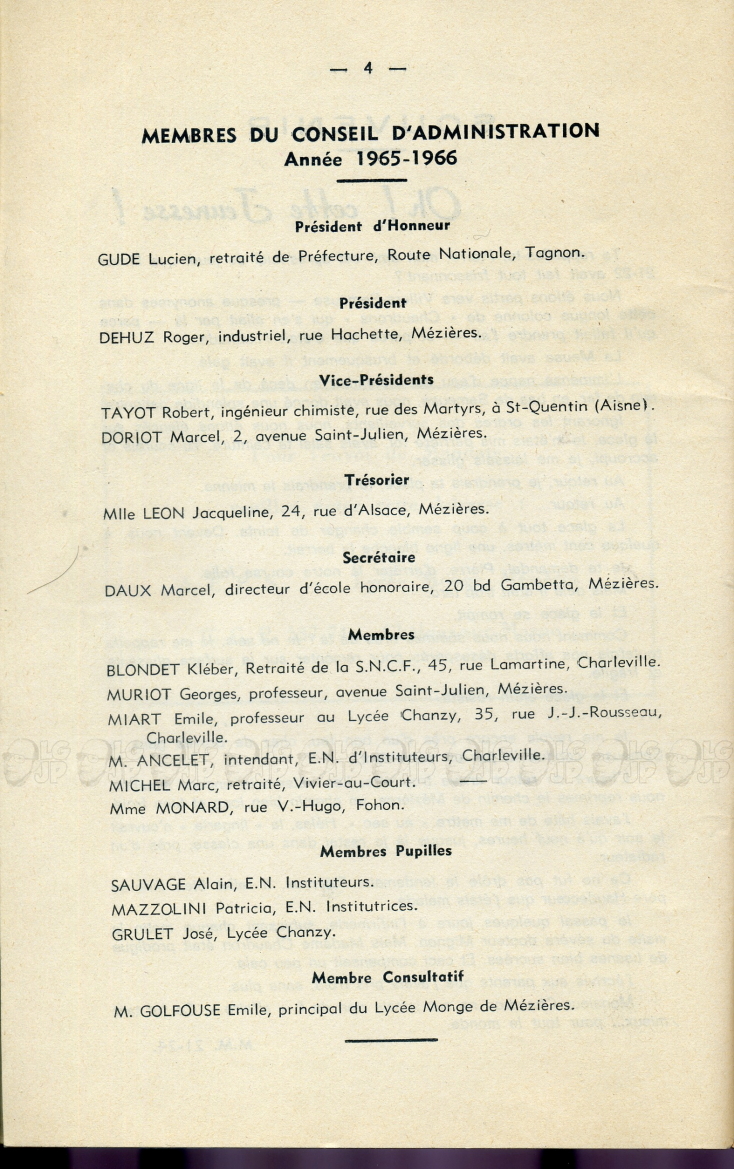 — 4 —
MEMBRES DU CONSEIL D'ADMINISTRATION
Année 1965-1966
Président d'Honneur
GUDE Lucien, retraité de Préfecture, Route Nationale, Tagnon.
Président
DEHUZ Roger, industriel, rue Hachette, Mézières.
Vice-Présidents
TAYOT Robert, ingénieur chimiste, rue des Martyrs, à St-Quentin (Aisne).
DORIOT Marcel, 2, avenue Saint-Julien, Mézières.
Trésorier
Mlle LEON Jacqueline, 24, rue d'Alsace, Mézières.
Secrétaire
DAUX Marcel, directeur d'école honoraire, 20 bd Gambetta, Mézières.
Membres
BLONDET Kléber, Retraité de la S.N.C.F., 45, rue Lamartine, Charleville.
MURIOT Georges, professeur, avenue Saint-Julien, Mézières.
MIART Emile, professeur au Lycée Chanzy, 35, rue J.-J.-Rousseau,
Charleville.
M. ANCELET, intendant, E.N. d'Instituteurs, Charleville.
MICHEL Marc, retraité, Vivier-au-Court.
Mme MONARD, rue V.-Hugo, Fohon.
Membres Pupilles
SAUVAGE Alain, E.N. Instituteurs.
MAZZOLINI Patricia, E.N. Institutrices.
GRULET José, Lycée Chanzy.
Membre Consultatif
M. GOLFOUSE Emile, principal du Lycée Monge de Mézières.